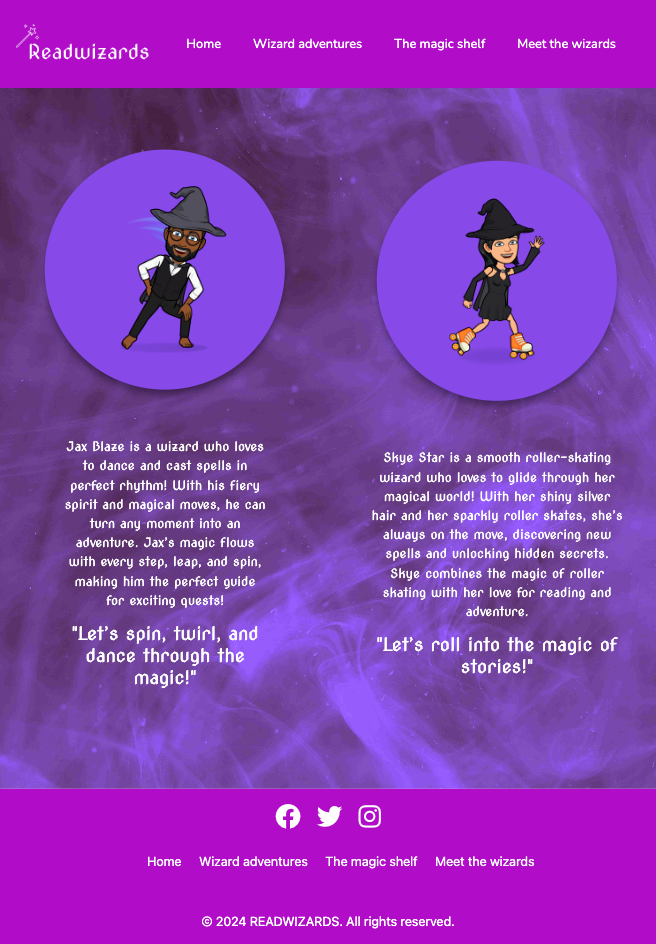 Readwizards
Home Wizard adventures The magic shelf Meet the wizards
Jax Blaze is a wizard who loves
to dance and cast spells in
perfect rhythm! With his fiery
spirit and magical moves, he can
turn any moment into an
adventure. Jax's magic flows
with every step, leap, and spin,
making him the perfect guide
for exciting quests!
"Let's spin, twirl, and
dance through the
magic!"
Skye Star is a smooth roller-skating
wizard who loves to glide through her
magical world! With her shiny silver
hair and her sparkly roller skates, she's
always on the move, discovering new
spells and unlocking hidden secrets.
Skye combines the magic of roller
skating with her love for reading and
adventure.
"Let's roll into the magic of
stories!"
Home Wizard adventures The magic shelf Meet the wizards
© 2024 READWIZARDS. All rights reserved.